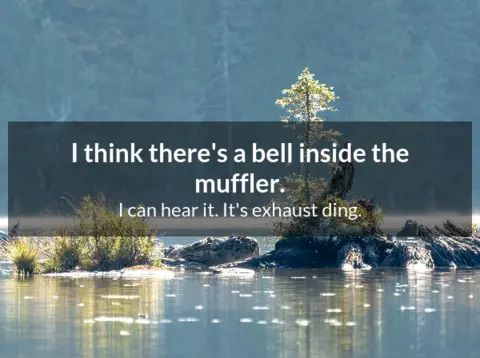 I think there's a bell inside the
muffler.
I can hear it. It's exhaust ding.